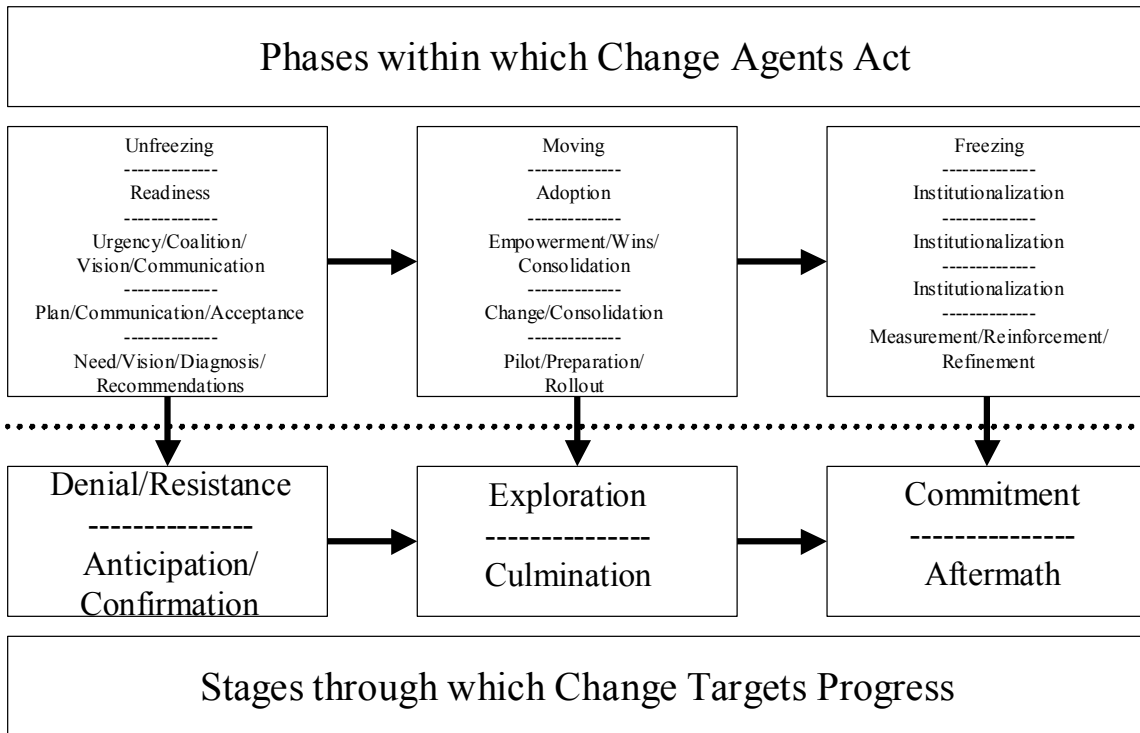 Phases within which Change Agents Act
Unfreezing
--------------
Readiness
--------------
Urgency/Coalition/
Vision/Communication
--------------
Plan/Communication/Acceptance
--------------
Need/Vision/Diagnosis/
Recommendations
Moving
--------------
Adoption
--------------
Empowerment/Wins/
Consolidation
--------------
Change/Consolidation
--------------
Pilot/Preparation/
Rollout
Freezing
--------------
Institutionalization
--------------
Institutionalization
--------------
Institutionalization
--------------
Measurement/Reinforcement/
Refinement
Denial/Resistance
---------------
Anticipation/
Confirmation
Exploration
---------------
Culmination
Commitment
---------------
Aftermath
Stages through which Change Targets Progress